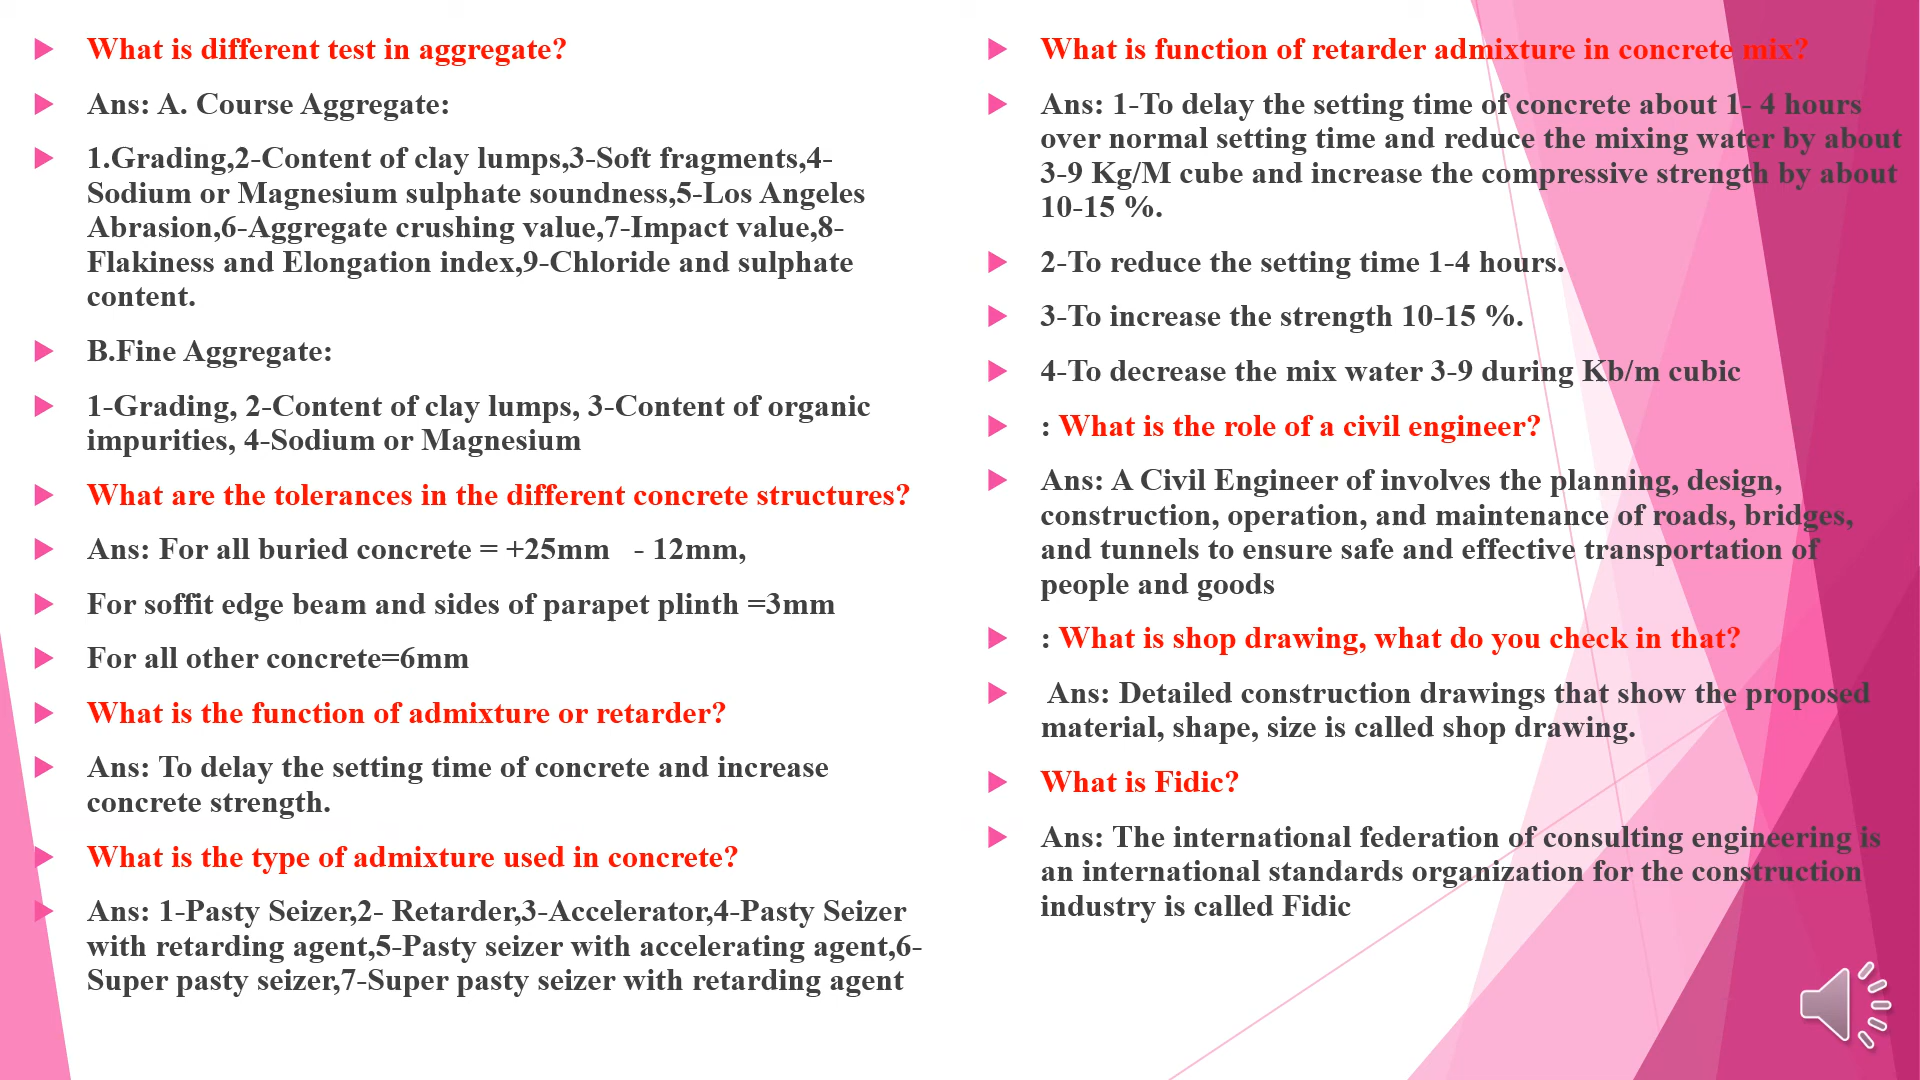 What is different test in aggregate?
Ans: A. Course Aggregate:
1.Grading,2-Content of clay lumps,3-Soft fragments,4-
Sodium or Magnesium sulphate soundness,5-Los Angeles
Abrasion,6-Aggregate crushing value,7-Impact value,8-
Flakiness and Elongation index,9-Chloride and sulphate
content.
B.Fine Aggregate:
1-Grading, 2-Content of clay lumps, 3-Content of organic
impurities, 4-Sodium or Magnesium
What are the tolerances in the different concrete structures?
Ans: For all buried concrete = +25mm   - 12mm,
For soffit edge beam and sides of parapet plinth =3mm
For all other concrete=6mm
What is the function of admixture or retarder?
Ans: To delay the setting time of concrete and increase
concrete strength.
What is the type of admixture used in concrete?
Ans: 1-Pasty Seizer,2- Retarder,3-Accelerator,4-Pasty Seizer
with retarding agent,5-Pasty seizer with accelerating agent,6-
Super pasty seizer,7-Super pasty seizer with retarding agent
What is function of retarder admixture in concrete mix?
Ans: 1-To delay the setting time of concrete about 1- 4 hours
over normal setting time and reduce the mixing water by about
3-9 Kg/M cube and increase the compressive strength by about
10-15 %.
2-To reduce the setting time 1-4 hours.
3-To increase the strength 10-15 %.
4-To decrease the mix water 3-9 during Kb/m cubic
: What is the role of a civil engineer?
Ans: A Civil Engineer of involves the planning, design,
construction, operation, and maintenance of roads, bridges,
and tunnels to ensure safe and effective transportation of
people and goods
: What is shop drawing, what do you check in that?
Ans: Detailed construction drawings that show the proposed
material, shape, size is called shop drawing.
What is Fidic?
Ans: The international federation of consulting engineering is
an international standards organization for the construction
industry is called Fidic